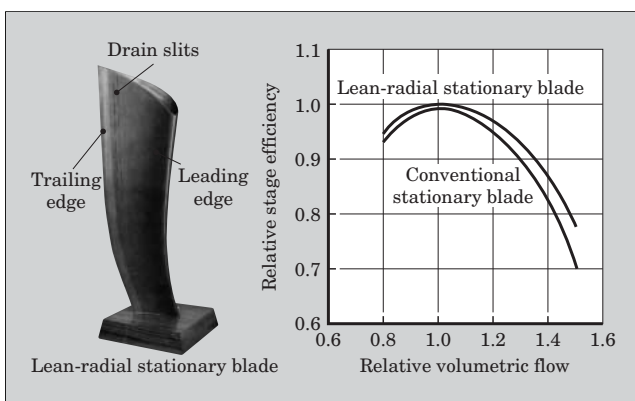 Drain slits
Trailing
edge
Leading
edge
Lean-radial stationary blade
1.1
1.0
0.9
0.8
0.7
0.6
Relative stage efficiency
Lean-radial stationary blade
Conventional
stationary blade
0.6 0.8 1.0 1.2 1.4 1.6
Relative volumetric flow